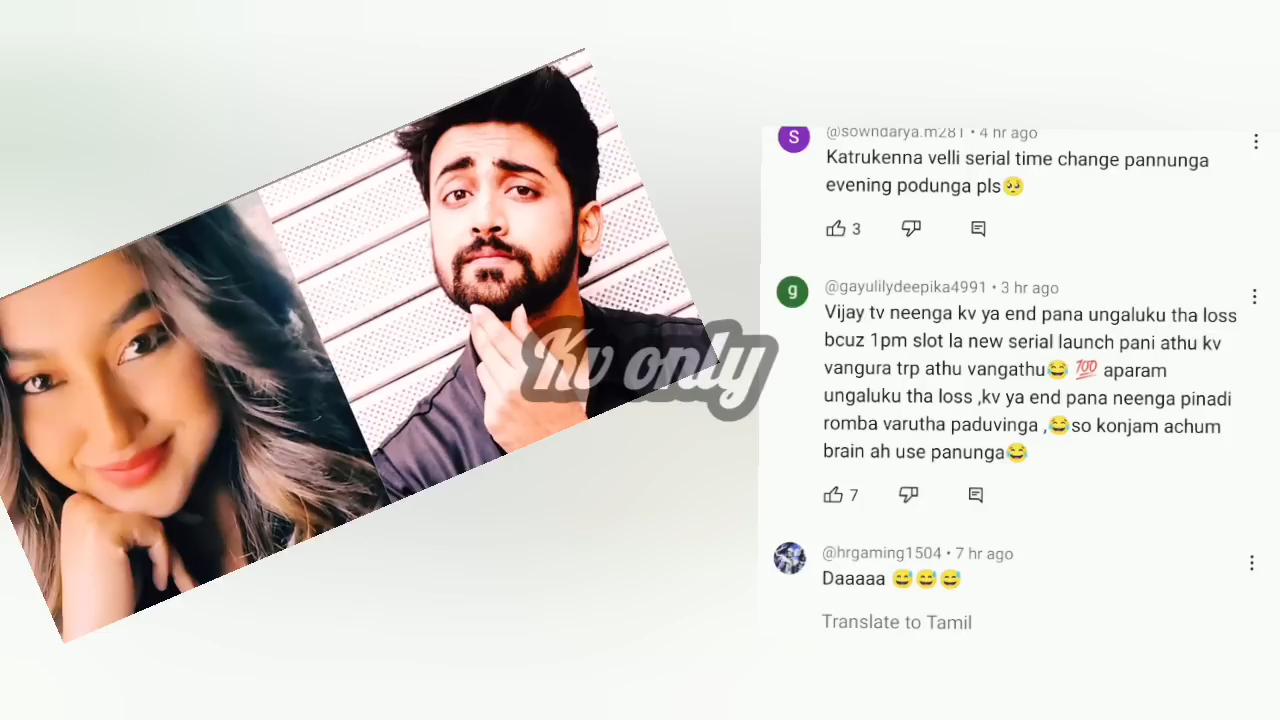 Kv only
S
@sowndarya.m281 • 4 hr ago
Katrukenna velli serial time change pannunga
evening podunga pls🥺
3
g
@gayulilydeepika4991 • 3 hr ago
Vijay tv neenga kv ya end pana ungaluku tha loss
bcuz 1pm slot la new serial launch pani athu kv
vangura trp athu vangathu😂 💯 aparam
ungaluku tha loss ,kv ya end pana neenga pinadi
romba varutha paduvinga ,😂so konjam achum
brain ah use panunga😂
7
@hrgaming1504 • 7 hr ago
Daaaaa 😅😅😅
Translate to Tamil